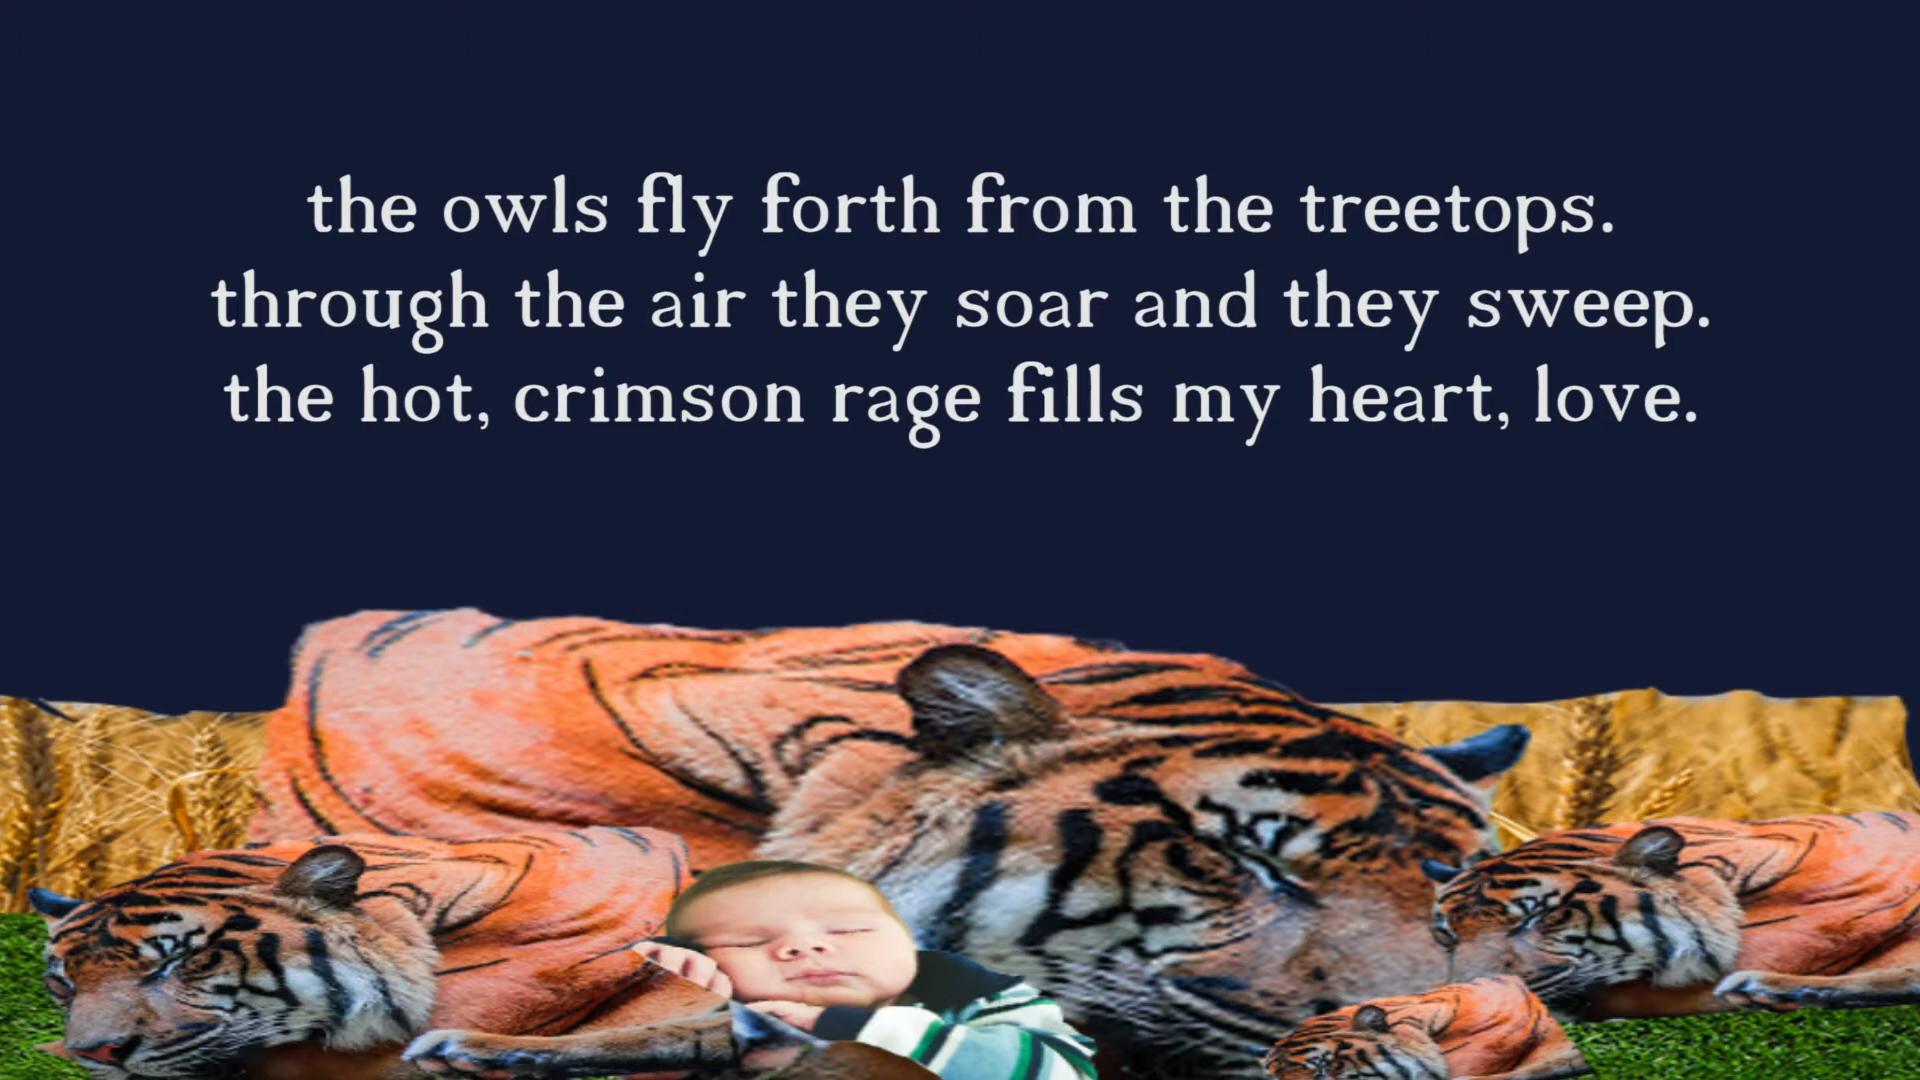 the owls fly forth from the treetops.
through the air they soar and they sweep.
the hot, crimson rage fills my heart, love.